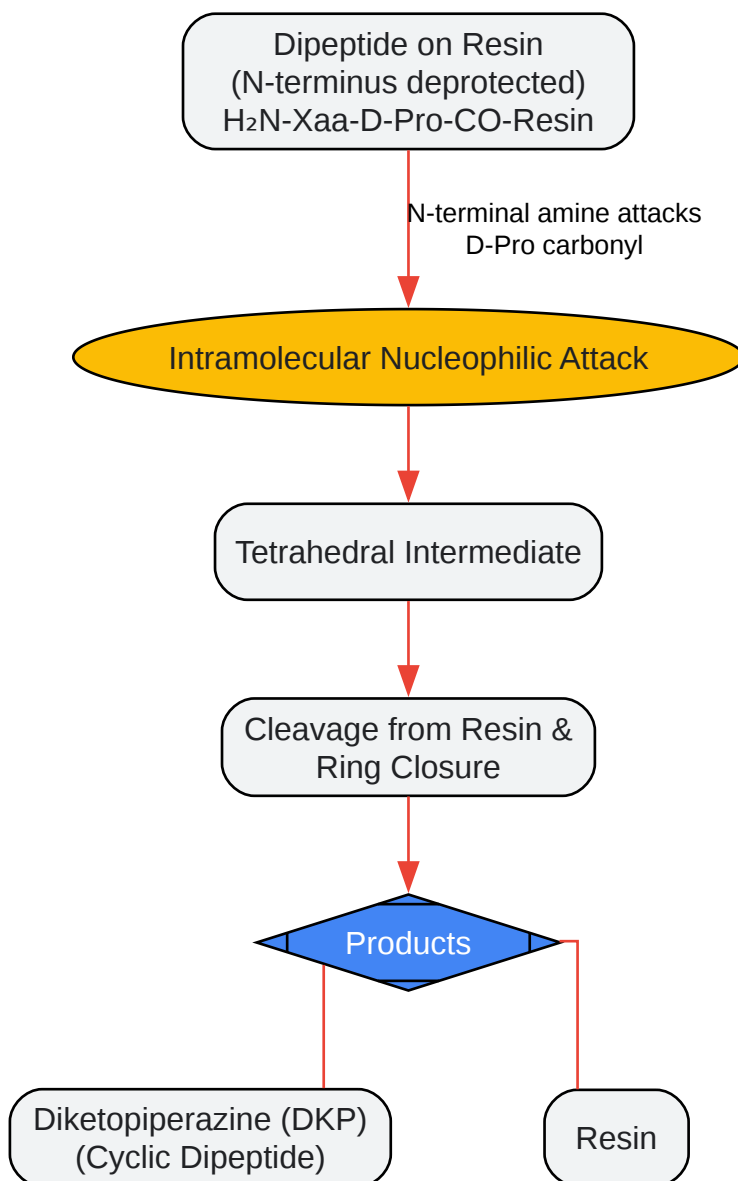 Dipeptide on Resin
(N-terminus deprotected)
H₂N-Xaa-D-Pro-CO-Resin
N-terminal amine attacks
D-Pro carbonyl
Intramolecular Nucleophilic Attack
Tetrahedral Intermediate
Cleavage from Resin &
Ring Closure
Products
Diketopiperazine (DKP)
(Cyclic Dipeptide)
Resin